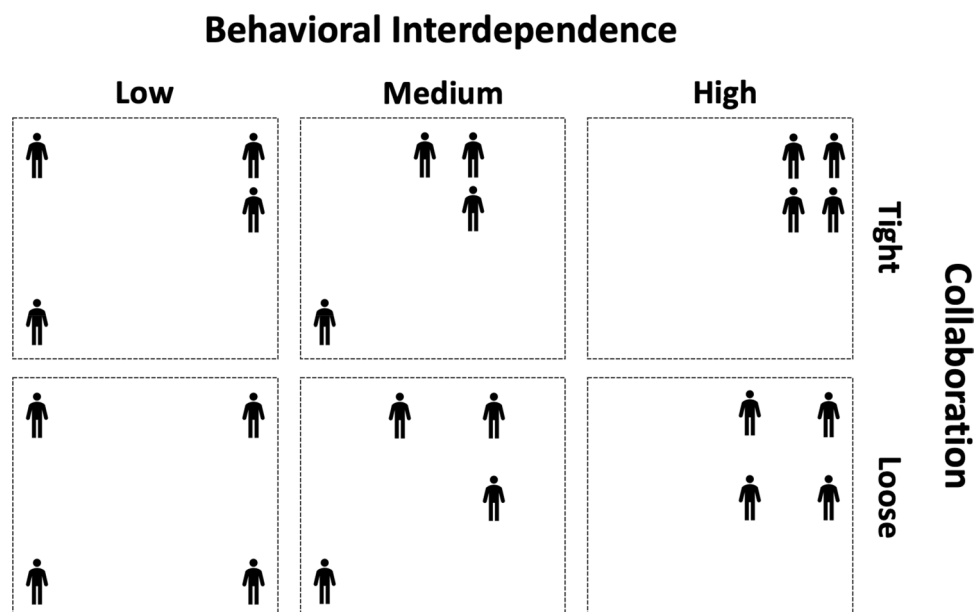 Behavioral Interdependence
Low
Medium
High
Tight
Loose
Collaboration